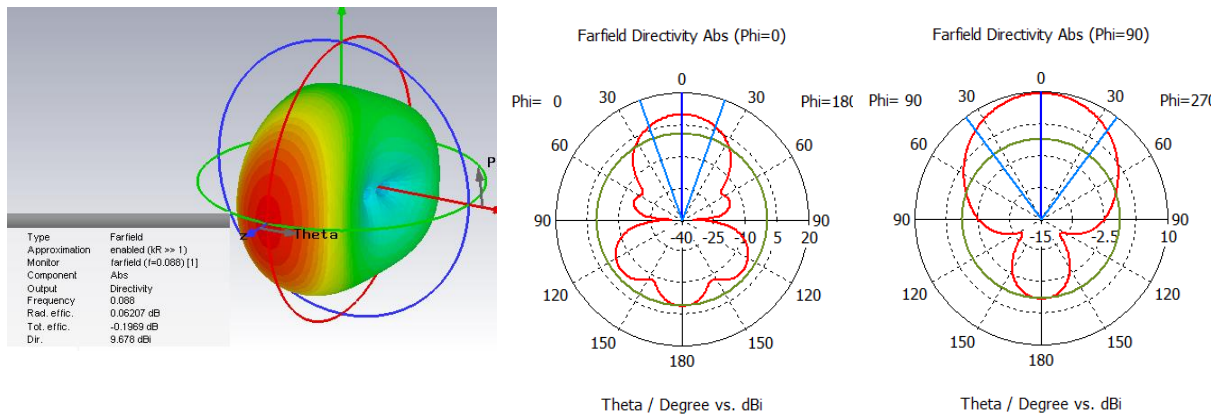 P
z
Theta
Type Farfield
Approximation enabled (kR >> 1)
Monitor farfield (f=0.088) [1]
Component Abs
Output Directivity
Frequency 0.088
Rad. effic. 0.06207 dB
Tot. effic. -0.1969 dB
Dir. 9.678 dBi
Farfield Directivity Abs (Phi=0)
0
Phi= 0 30 30 Phi=180
60 60
90 -40 -25 -10 5 20 90
120 120
150 150
180
Theta / Degree vs. dBi
Farfield Directivity Abs (Phi=90)
0
Phi= 90 30 30 Phi=270
60 60
90 -15 -2.5 10 90
120 120
150 150
180
Theta / Degree vs. dBi